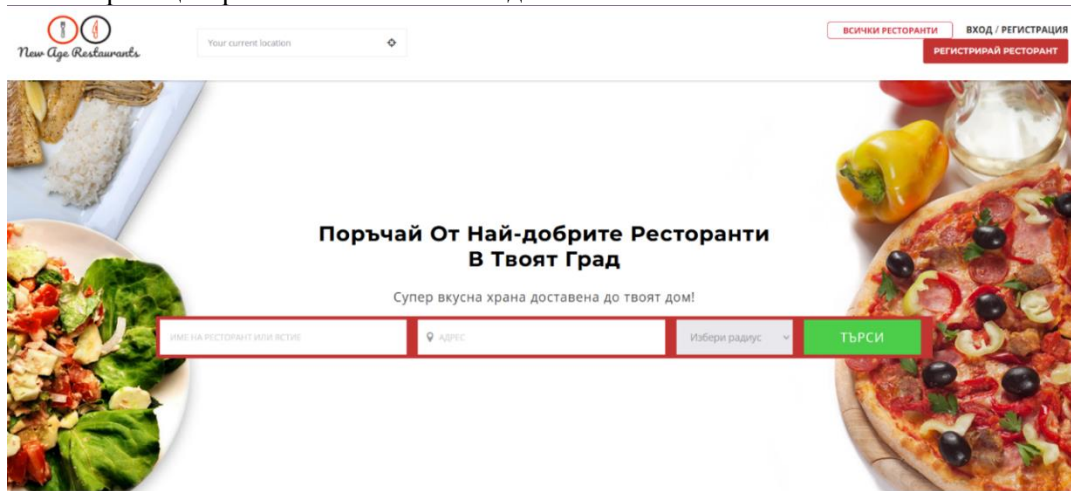 New Age Restaurants
Your current location
ВСИЧКИ РЕСТОРАНТИ
ВХОД / РЕГИСТРАЦИЯ
РЕГИСТРИРАЙ РЕСТОРАНТ
Поръчай От Най-добрите Ресторанти
В Твоят Град
Супер вкусна храна доставена до твоят дом!
ИМЕ НА РЕСТОРАНТ ИЛИ ЯСТИЕ
АДРЕС
Избери радиус
ТЪРСИ